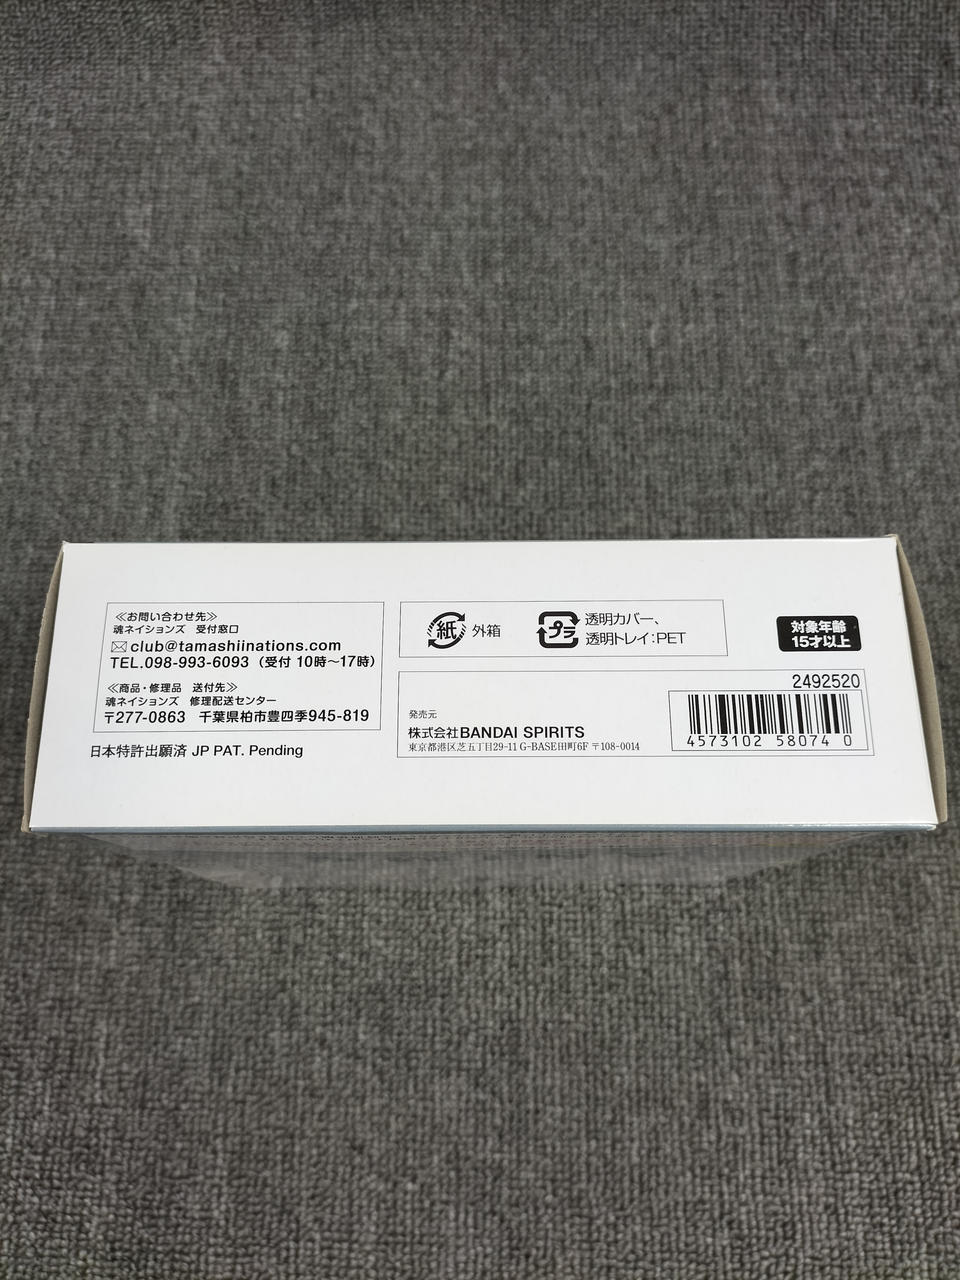 ≪お問い合わせ先≫
魂ネイションズ 受付窓口
club@tamashiinations.com
TEL.098-993-6093（受付 10時～17時）
≪商品・修理品 送付先≫
魂ネイションズ 修理配送センター
〒277-0863 千葉県柏市豊四季945-819
日本特許出願済 JP PAT. Pending
紙 外箱
プラ 透明カバー、
透明トレイ:PET
対象年齢
15才以上
2492520
発売元
株式会社BANDAI SPIRITS
東京都港区芝五丁目29-11 G-BASE田町6F 〒108-0014
4573102 58074 0